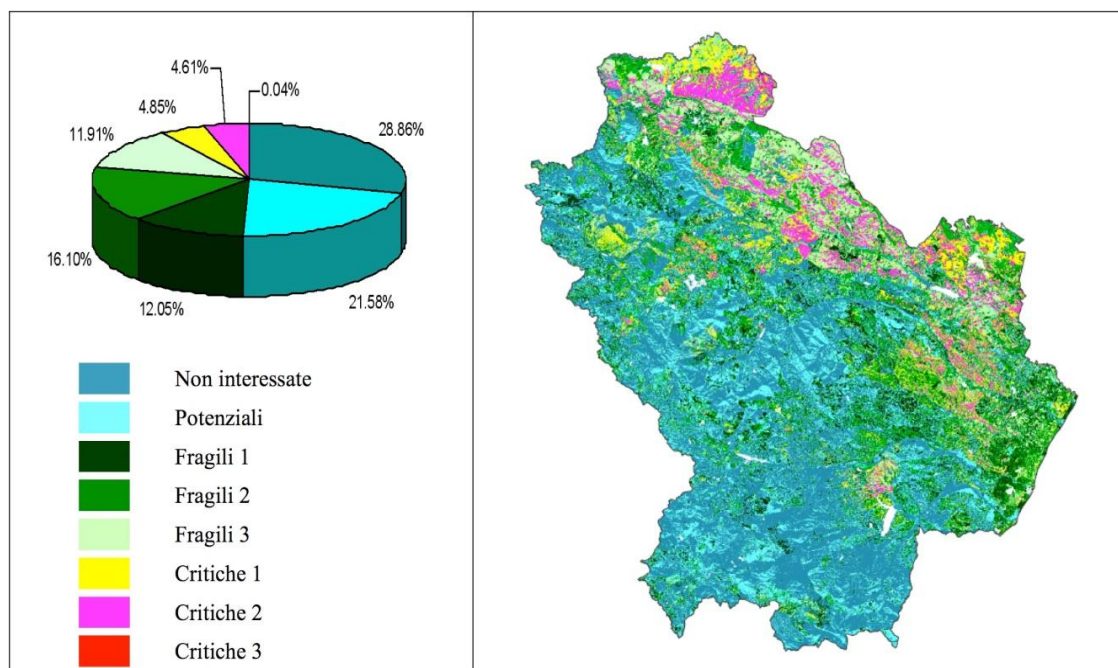 4.61%
0.04%
4.85%
28.86%
11.91%
16.10%
12.05%
21.58%
Non interessate
Potenziali
Fragili 1
Fragili 2
Fragili 3
Critiche 1
Critiche 2
Critiche 3